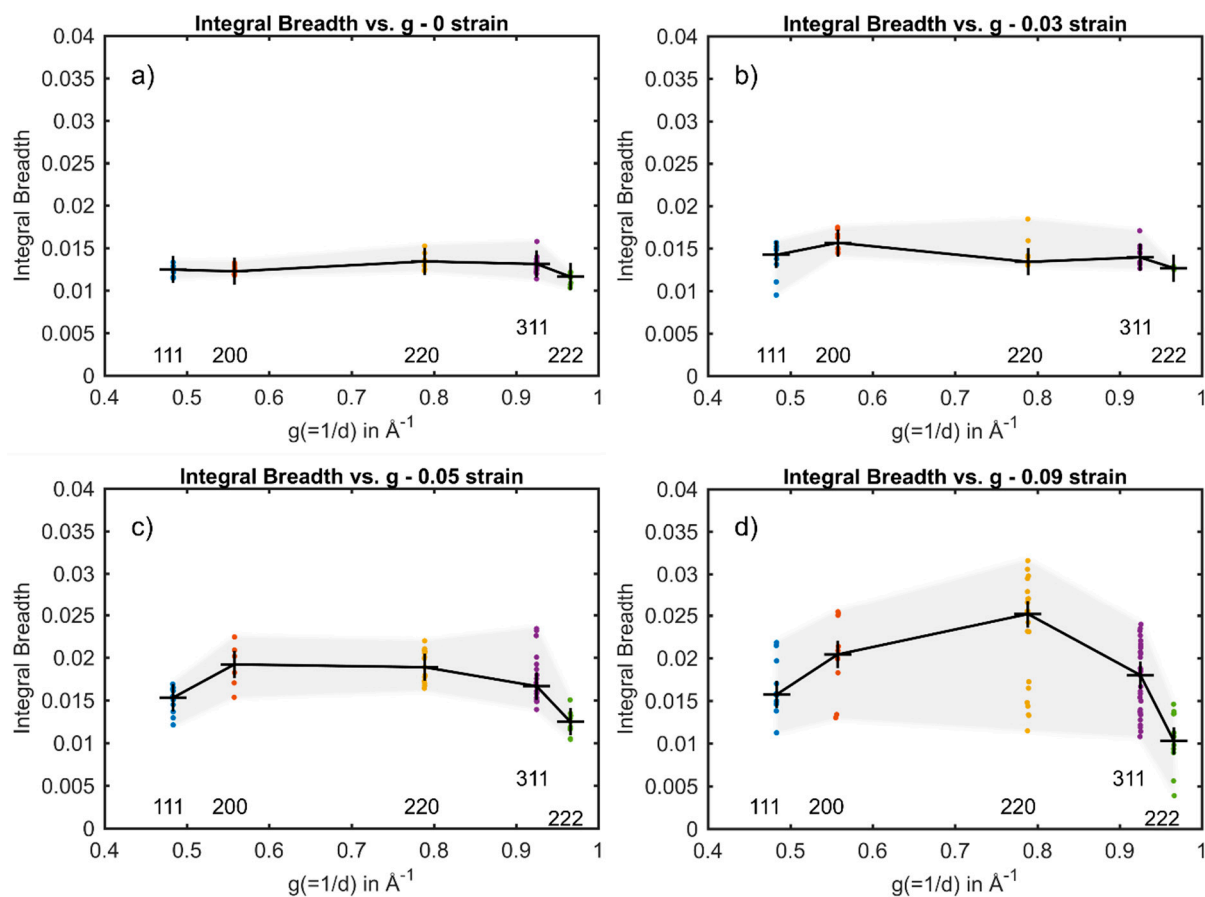 Integral Breadth vs. g - 0 strain
a)
0.04
0.035
0.03
0.025
0.02
0.015
0.01
0.005
0
Integral Breadth
311
111 200 220 222
0.4 0.5 0.6 0.7 0.8 0.9 1
g(=1/d) in Å-1
Integral Breadth vs. g - 0.03 strain
b)
0.04
0.035
0.03
0.025
0.02
0.015
0.01
0.005
0
Integral Breadth
311
111 200 220 222
0.4 0.5 0.6 0.7 0.8 0.9 1
g(=1/d) in Å-1
Integral Breadth vs. g - 0.05 strain
c)
0.04
0.035
0.03
0.025
0.02
0.015
0.01
0.005
0
Integral Breadth
311
111 200 220 222
0.4 0.5 0.6 0.7 0.8 0.9 1
g(=1/d) in Å-1
Integral Breadth vs. g - 0.09 strain
d)
0.04
0.035
0.03
0.025
0.02
0.015
0.01
0.005
0
Integral Breadth
311
111 200 220 222
0.4 0.5 0.6 0.7 0.8 0.9 1
g(=1/d) in Å-1